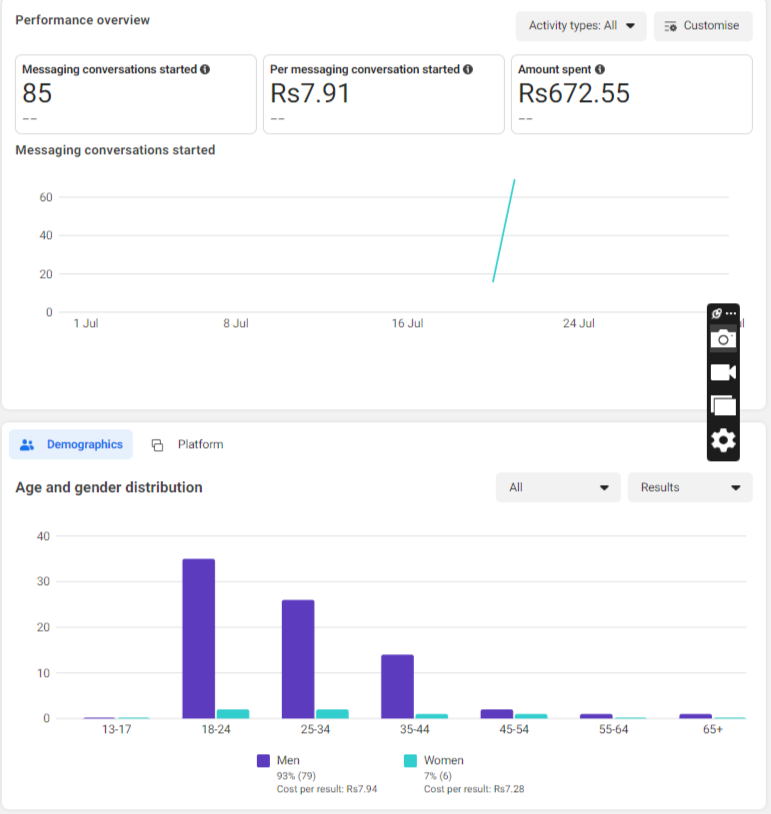 Performance overview
Activity types: All
Customise
Messaging conversations started
85
--
Per messaging conversation started
Rs7.91
--
Amount spent
Rs672.55
--
Messaging conversations started
60
40
20
0
1 Jul
8 Jul
16 Jul
24 Jul
Demographics
Platform
Age and gender distribution
All
Results
40
30
20
10
0
13-17
18-24
25-34
35-44
45-54
55-64
65+
Men
93% (79)
Cost per result: Rs7.94
Women
7% (6)
Cost per result: Rs7.28